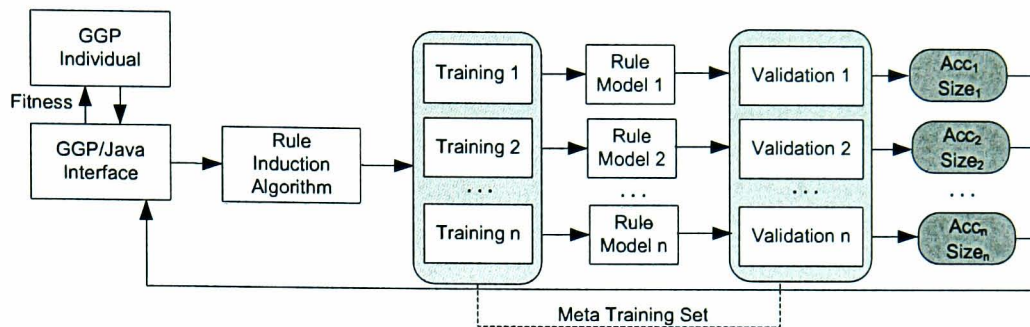 GGP
Individual
Fitness
GGP/Java
Interface
Rule
Induction
Algorithm
Training 1
Training 2
...
Training n
Rule
Model 1
Rule
Model 2
...
Rule
Model n
Validation 1
Validation 2
...
Validation n
Acc1
Size1
Acc2
Size2
...
Accn
Sizen
Meta Training Set